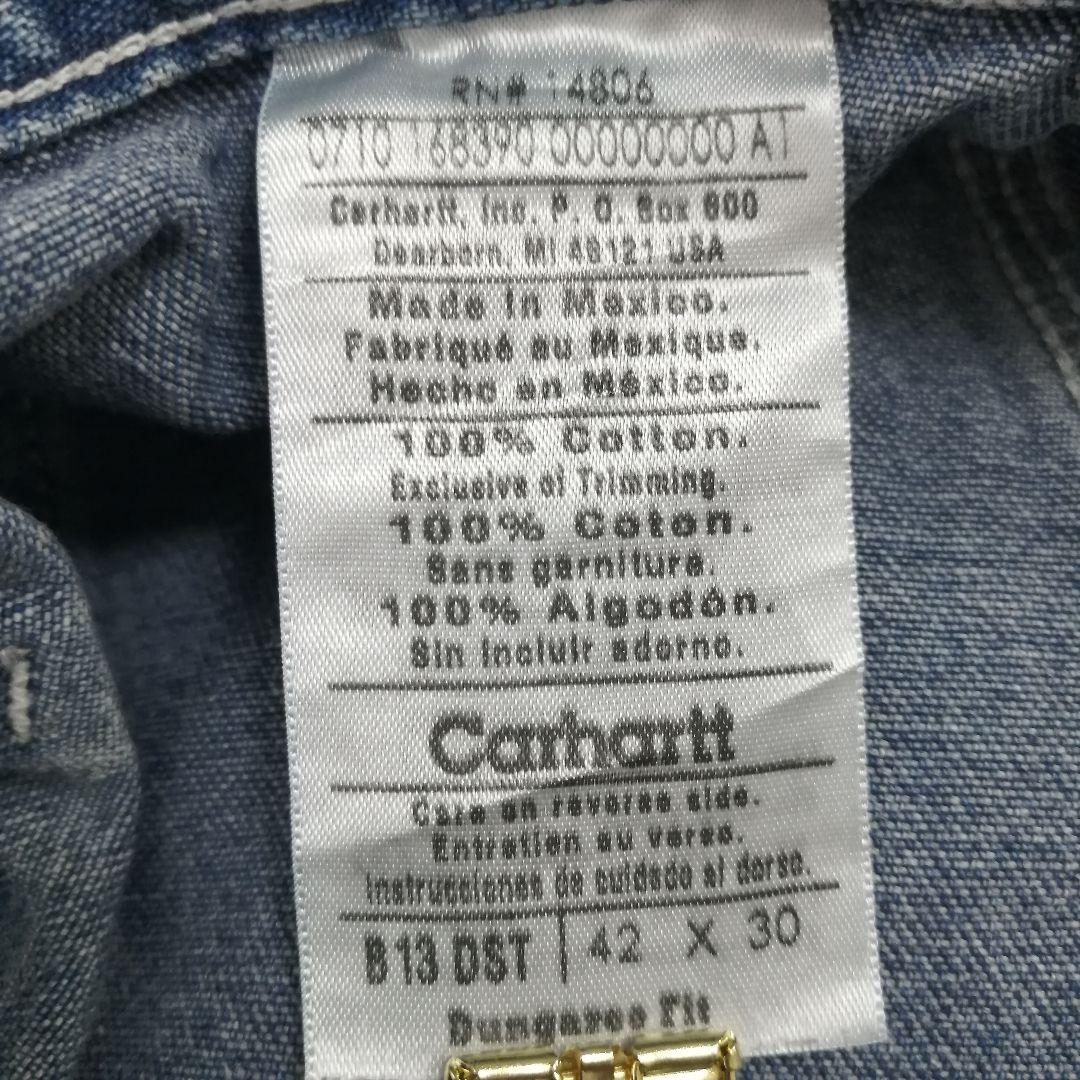 RN# 14806
0710 168390 00000000 A1
Carhartt, Inc. P. O. Box 600
Dearborn, MI 48121 USA
Made in Mexico.
Fabriqué au Mexique.
Hecho en México.
100% Cotton.
Exclusive of Trimming.
100% Coton.
Sans garniture.
100% Algodón.
Sin incluir adorno.
Carhartt
Care on reverse side.
Entretien au verso.
Instrucciones de cuidado al dorso.
B13 DST | 42 X 30
Dungaree Fit